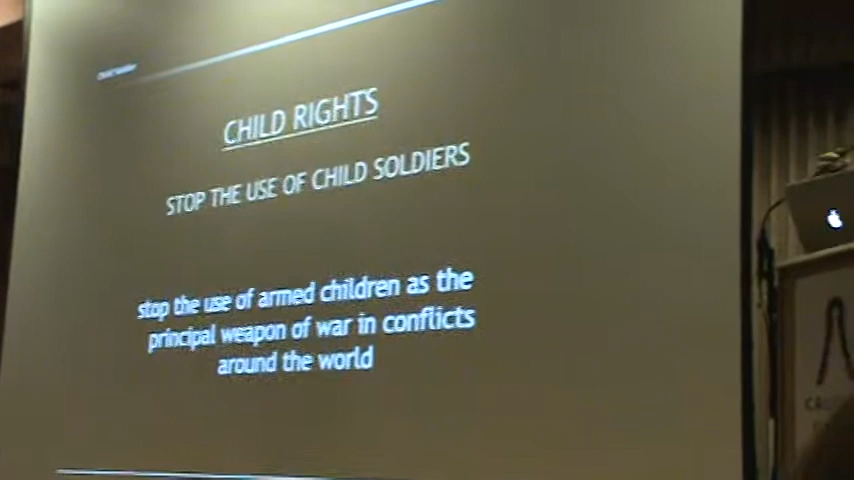 CHILD RIGHTS
STOP THE USE OF CHILD SOLDIERS
stop the use of armed children as the
principal weapon of war in conflicts
around the world